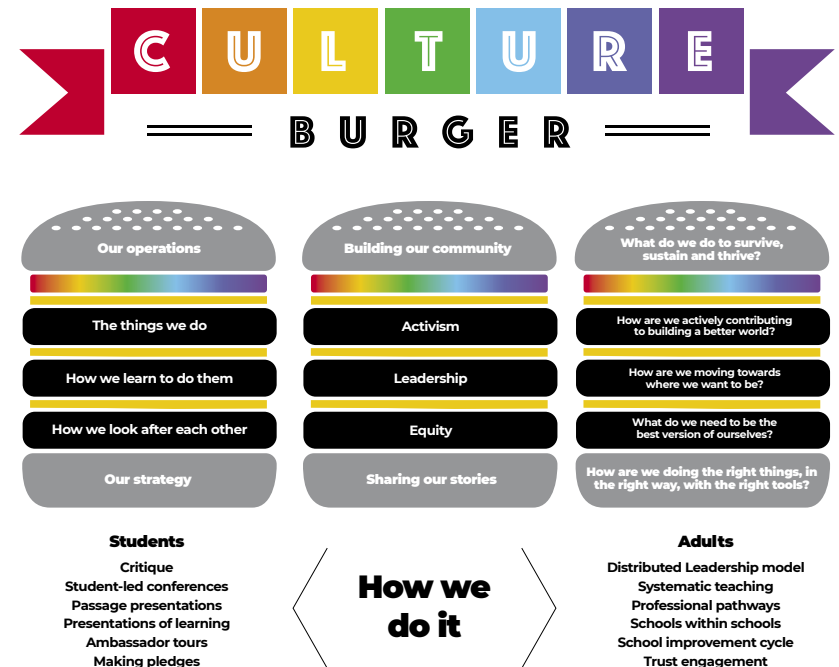 CULTURE
BURGER
Our operations
The things we do
How we learn to do them
How we look after each other
Our strategy
Building our community
Activism
Leadership
Equity
Sharing our stories
What do we do to survive,
sustain and thrive?
How are we actively contributing
to building a better world?
How are we moving towards
where we want to be?
What do we need to be the
best version of ourselves?
How are we doing the right things, in
the right way, with the right tools?
Students
Critique
Student-led conferences
Passage presentations
Presentations of learning
Ambassador tours
Making pledges
How we
do it
Adults
Distributed Leadership model
Systematic teaching
Professional pathways
Schools within schools
School improvement cycle
Trust engagement